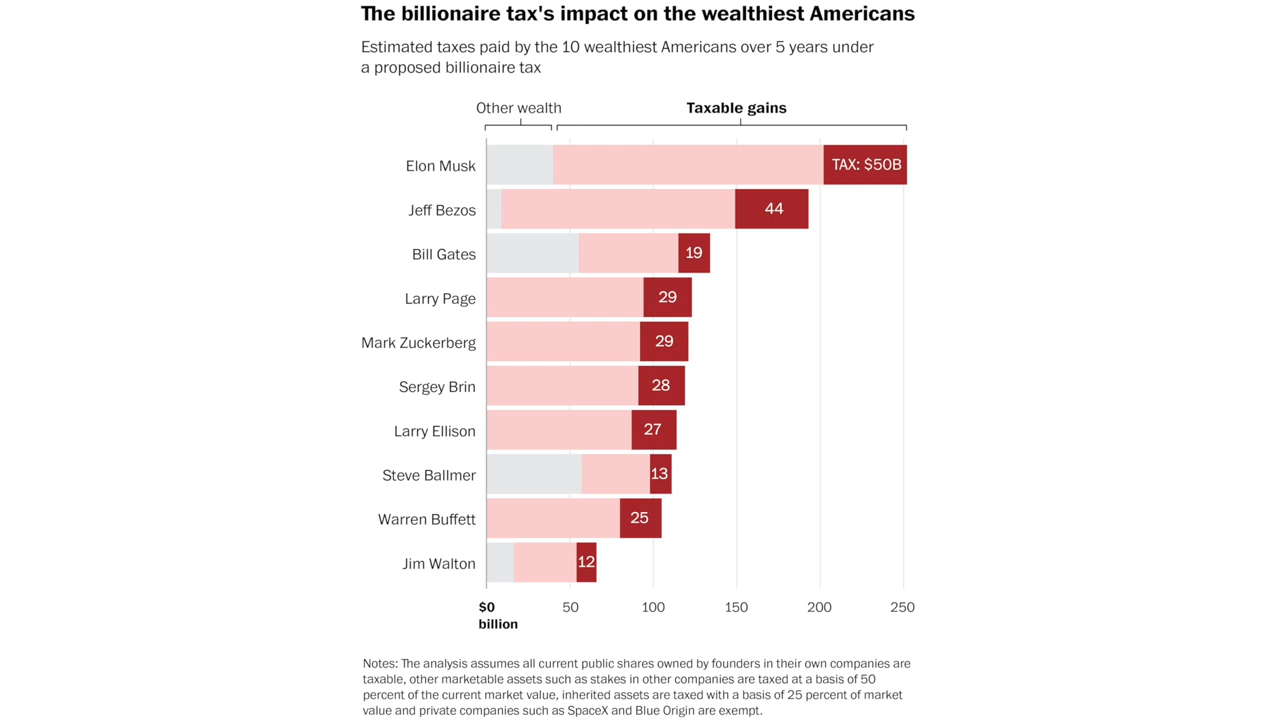 The billionaire tax's impact on the wealthiest Americans
Estimated taxes paid by the 10 wealthiest Americans over 5 years under
a proposed billionaire tax
Other wealth
Taxable gains
Elon Musk
TAX: $50B
Jeff Bezos
44
Bill Gates
19
Larry Page
29
Mark Zuckerberg
29
Sergey Brin
28
Larry Ellison
27
Steve Ballmer
13
Warren Buffett
25
Jim Walton
12
$0
billion
50
100
150
200
250
Notes: The analysis assumes all current public shares owned by founders in their own companies are
taxable, other marketable assets such as stakes in other companies are taxed at a basis of 50
percent of the current market value, inherited assets are taxed with a basis of 25 percent of market
value and private companies such as SpaceX and Blue Origin are exempt.